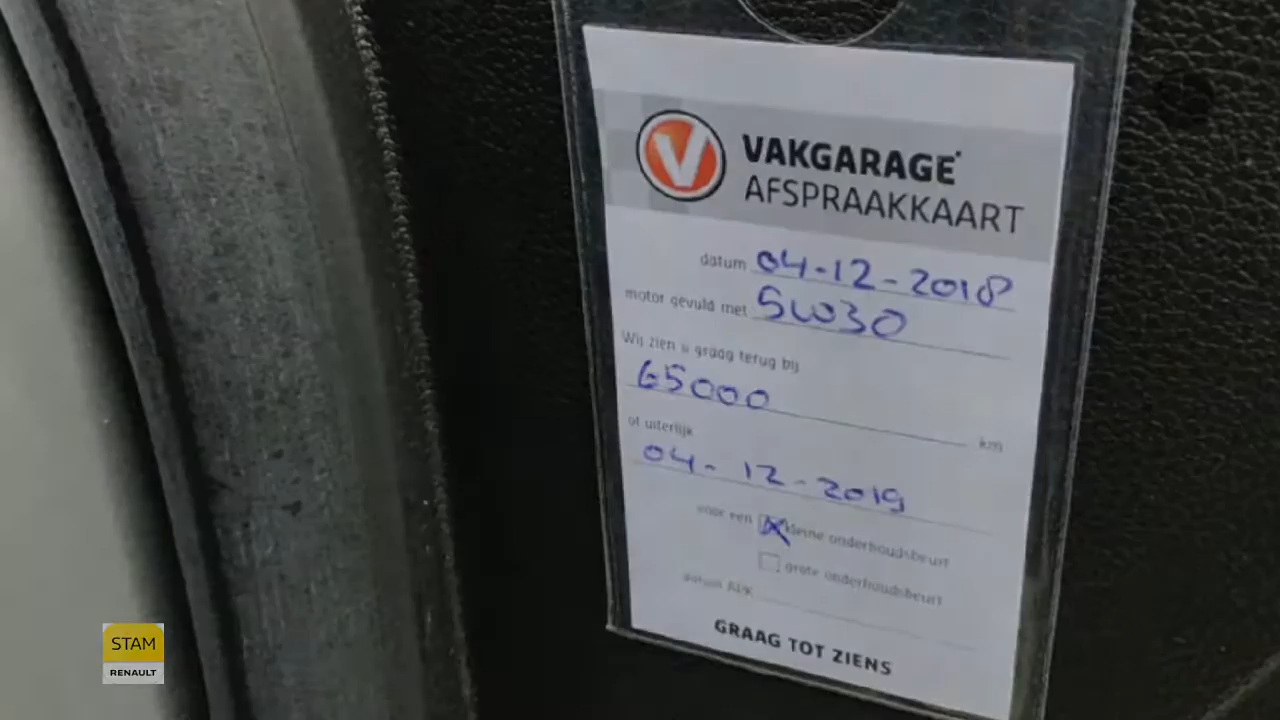 VAKGARAGE
AFSPRAAKKAART
datum 04-12-2018
motor gevuld met 5W30
Wij zien u graag terug bij
65000 km
of uiterlijk
04-12-2019
voor een kleine onderhoudsbeurt
grote onderhoudsbeurt
datum APK
GRAAG TOT ZIENS
STAM
RENAULT